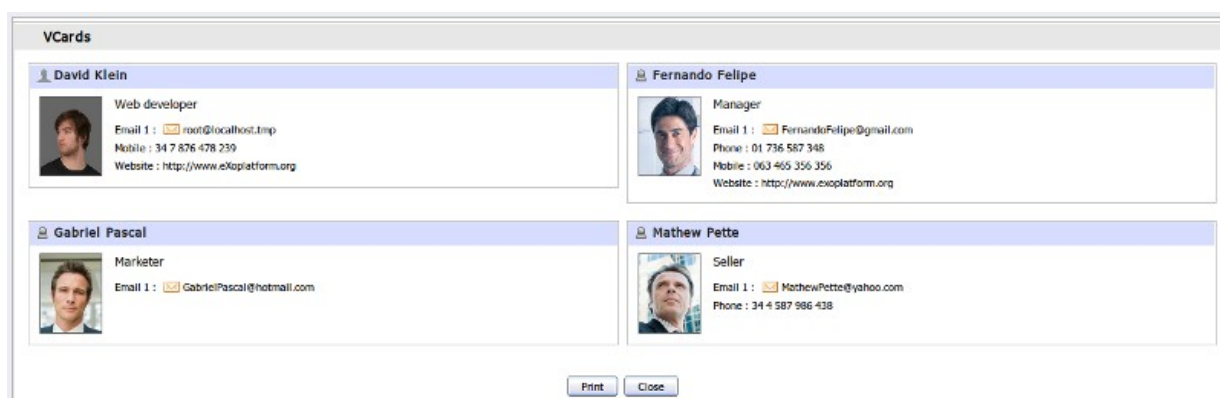 VCards
David Klein
Web developer
Email 1 : root@localhost.tmp
Mobile : 34 7 876 478 239
Website : http://www.eXoplatform.org
Fernando Felipe
Manager
Email 1 : FernandoFelipe@gmail.com
Phone : 01 736 587 348
Mobile : 063 465 356 356
Website : http://www.exoplatform.org
Gabriel Pascal
Marketer
Email 1 : GabrielPascal@hotmail.com
Mathew Pette
Seller
Email 1 : MathewPette@yahoo.com
Phone : 34 4 587 986 438
Print Close